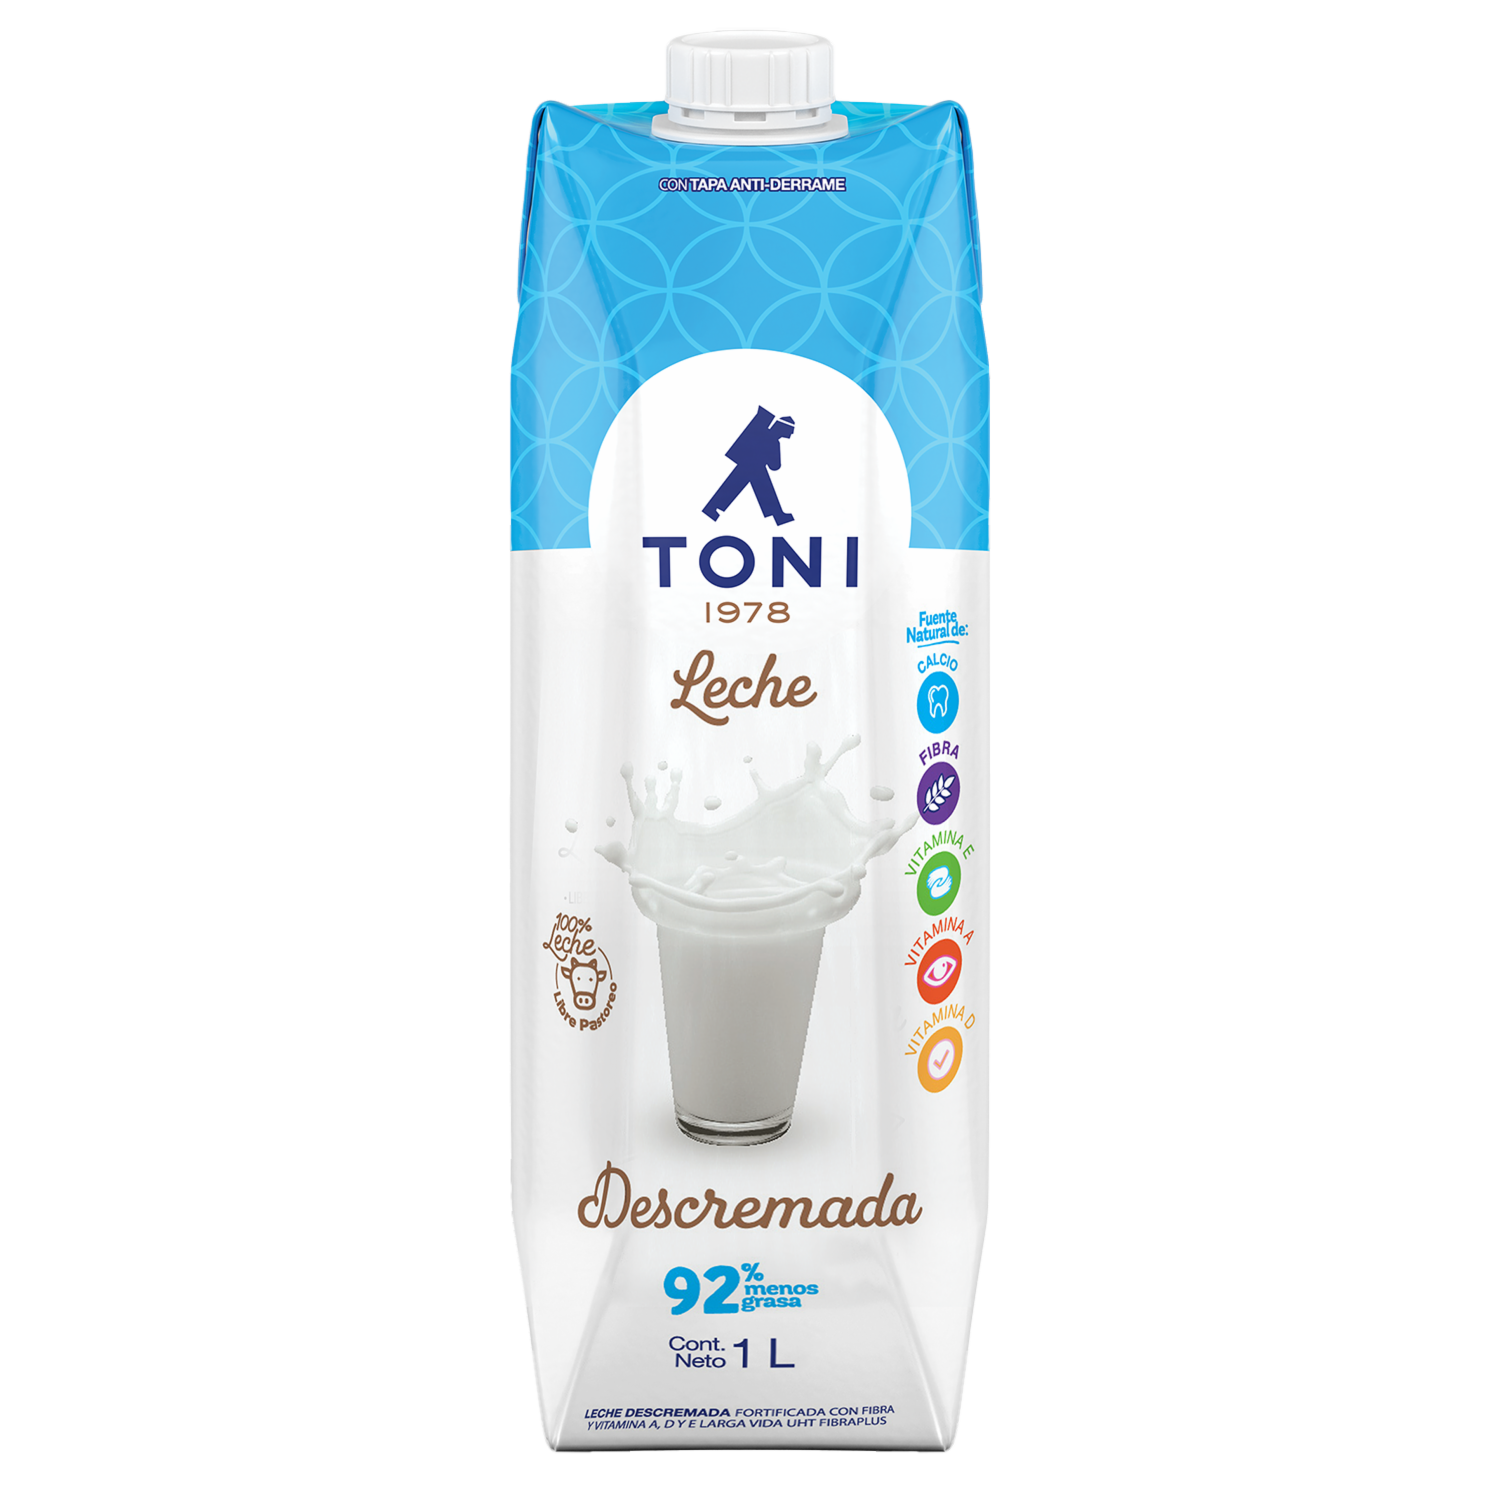 CON TAPA ANTI-DERRAME
TONI
1978
Leche
Fuente
Natural de:
CALCIO
FIBRA
VITAMINA E
VITAMINA A
VITAMINA D
100%
Leche
Libre Pastoreo
Descremada
92%
menos
grasa
Cont.
Neto 1 L
LECHE DESCREMADA FORTIFICADA CON FIBRA
Y VITAMINA A, D Y E LARGA VIDA UHT FIBRAPLUS